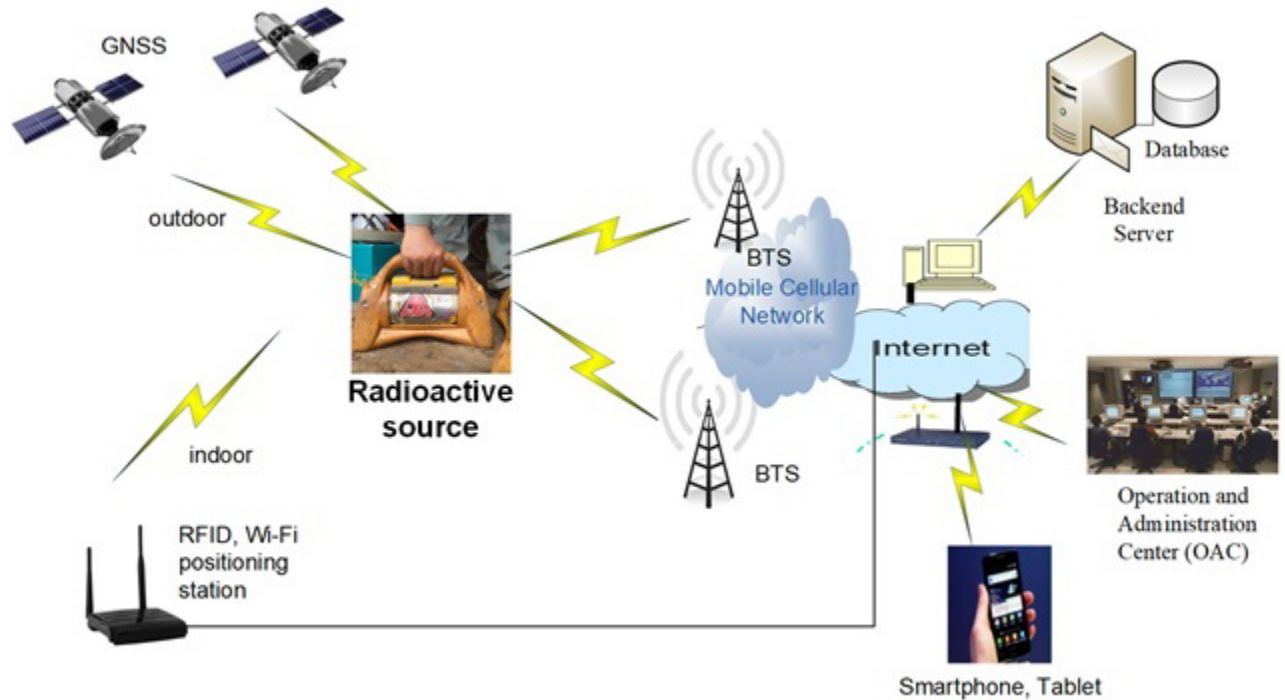 GNSS
outdoor
Radioactive
source
indoor
RFID, Wi-Fi
positioning
station
BTS
Mobile Cellular
Network
BTS
Internet
Database
Backend
Server
Operation and
Administration
Center (OAC)
Smartphone, Tablet